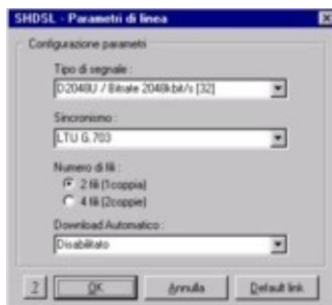 SHDSL - Parametri di linea
Configurazione parametri
Tipo di segnale :
D2048U / Bitrate 2048kbit/s [32]
Sincronismo :
LTU G.703
Numero di fili :
2 fili (1coppia)
4 fili (2coppie)
Download Automatico :
Disabilitato
?
OK
Annulla
Default link